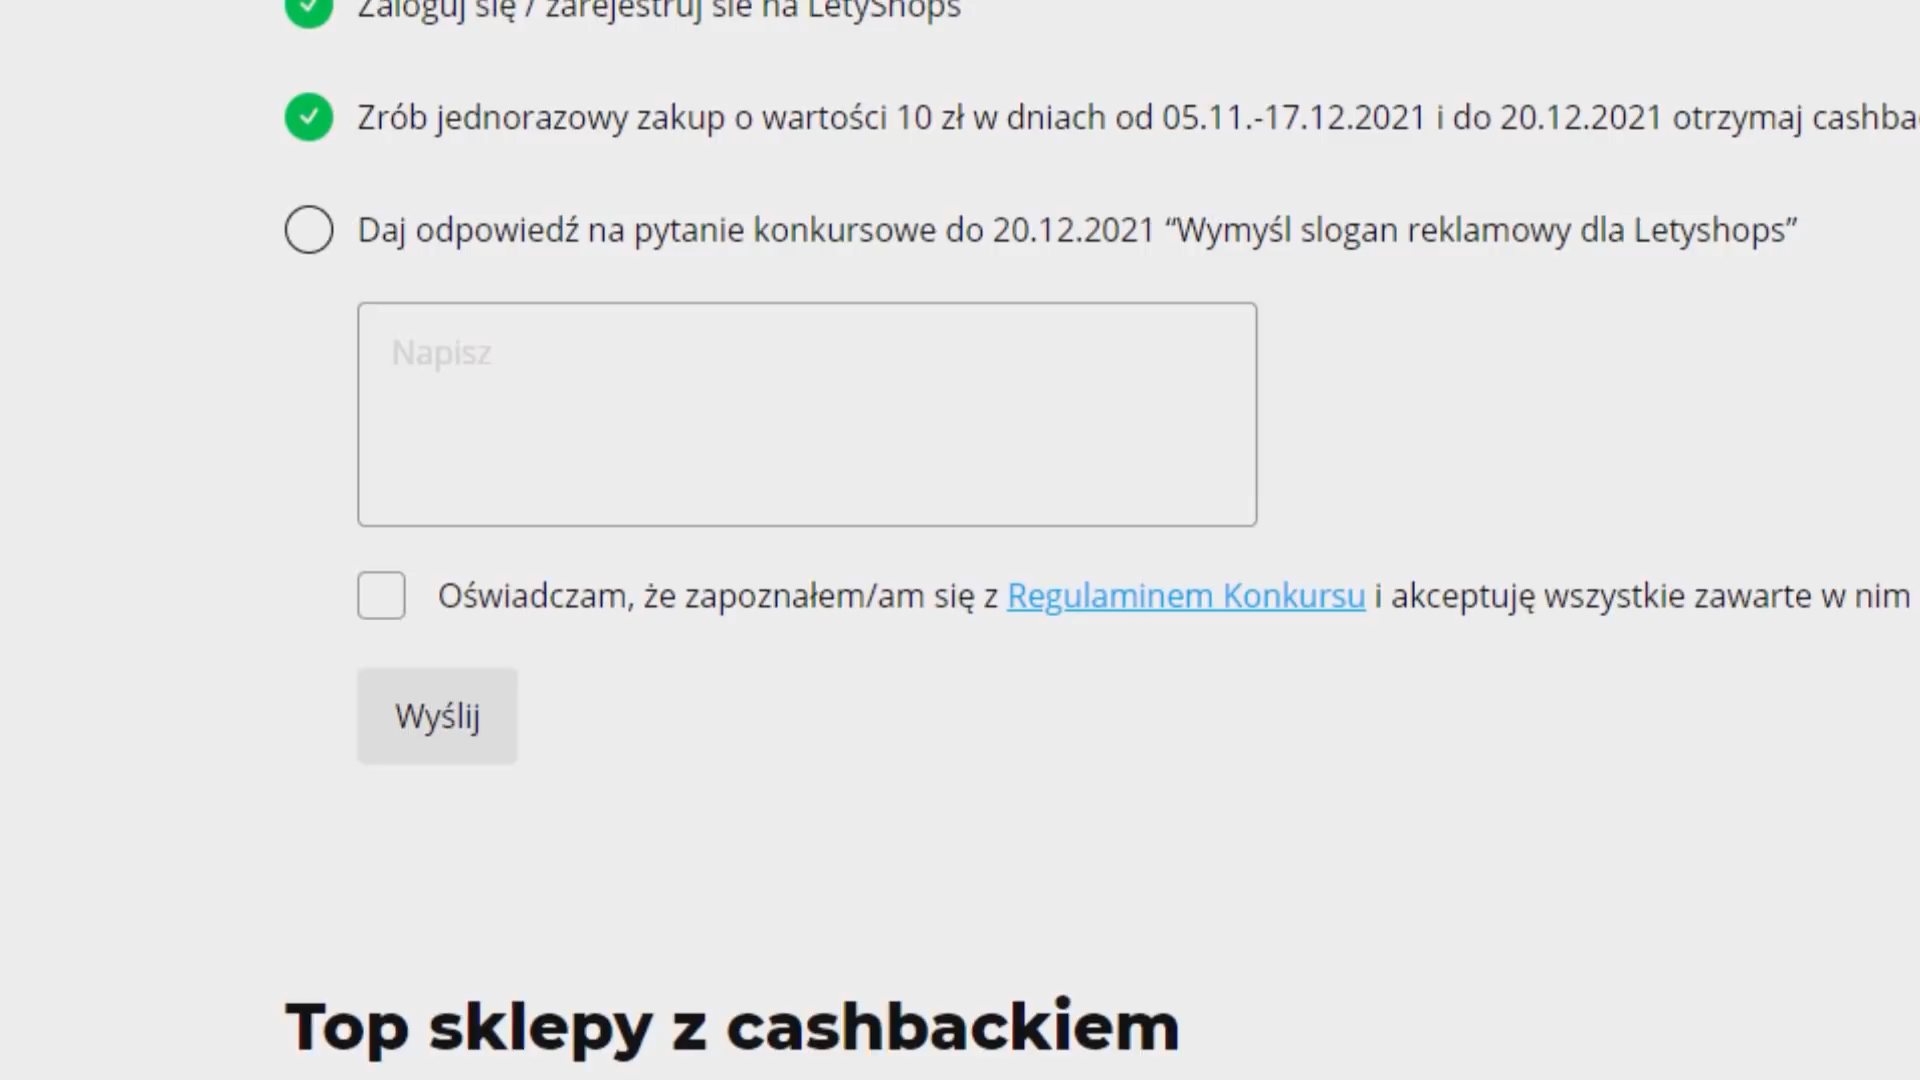 Zaloguj się / zarejestruj sie na LetyShops
Zrób jednorazowy zakup o wartości 10 zł w dniach od 05.11.-17.12.2021 i do 20.12.2021 otrzymaj
Daj odpowiedź na pytanie konkursowe do 20.12.2021 “Wymyśl slogan reklamowy dla Letyshops”
Napisz
Oświadczam, że zapoznałem/am się z Regulaminem Konkursu i akceptuję wszystkie zawarte w nim
Wyślij
Top sklepy z cashbackiem